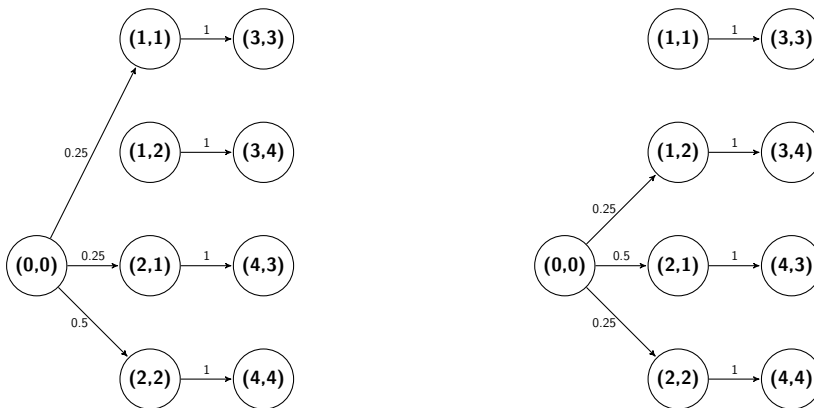 (1,1) 1 (3,3) (1,1) 1 (3,3)
(1,2) 1 (3,4) (1,2) 1 (3,4)
0.25
0.25
(0,0) 0.25 (2,1) 1 (4,3) (0,0) 0.5 (2,1) 1 (4,3)
0.5 0.25
(2,2) 1 (4,4) (2,2) 1 (4,4)